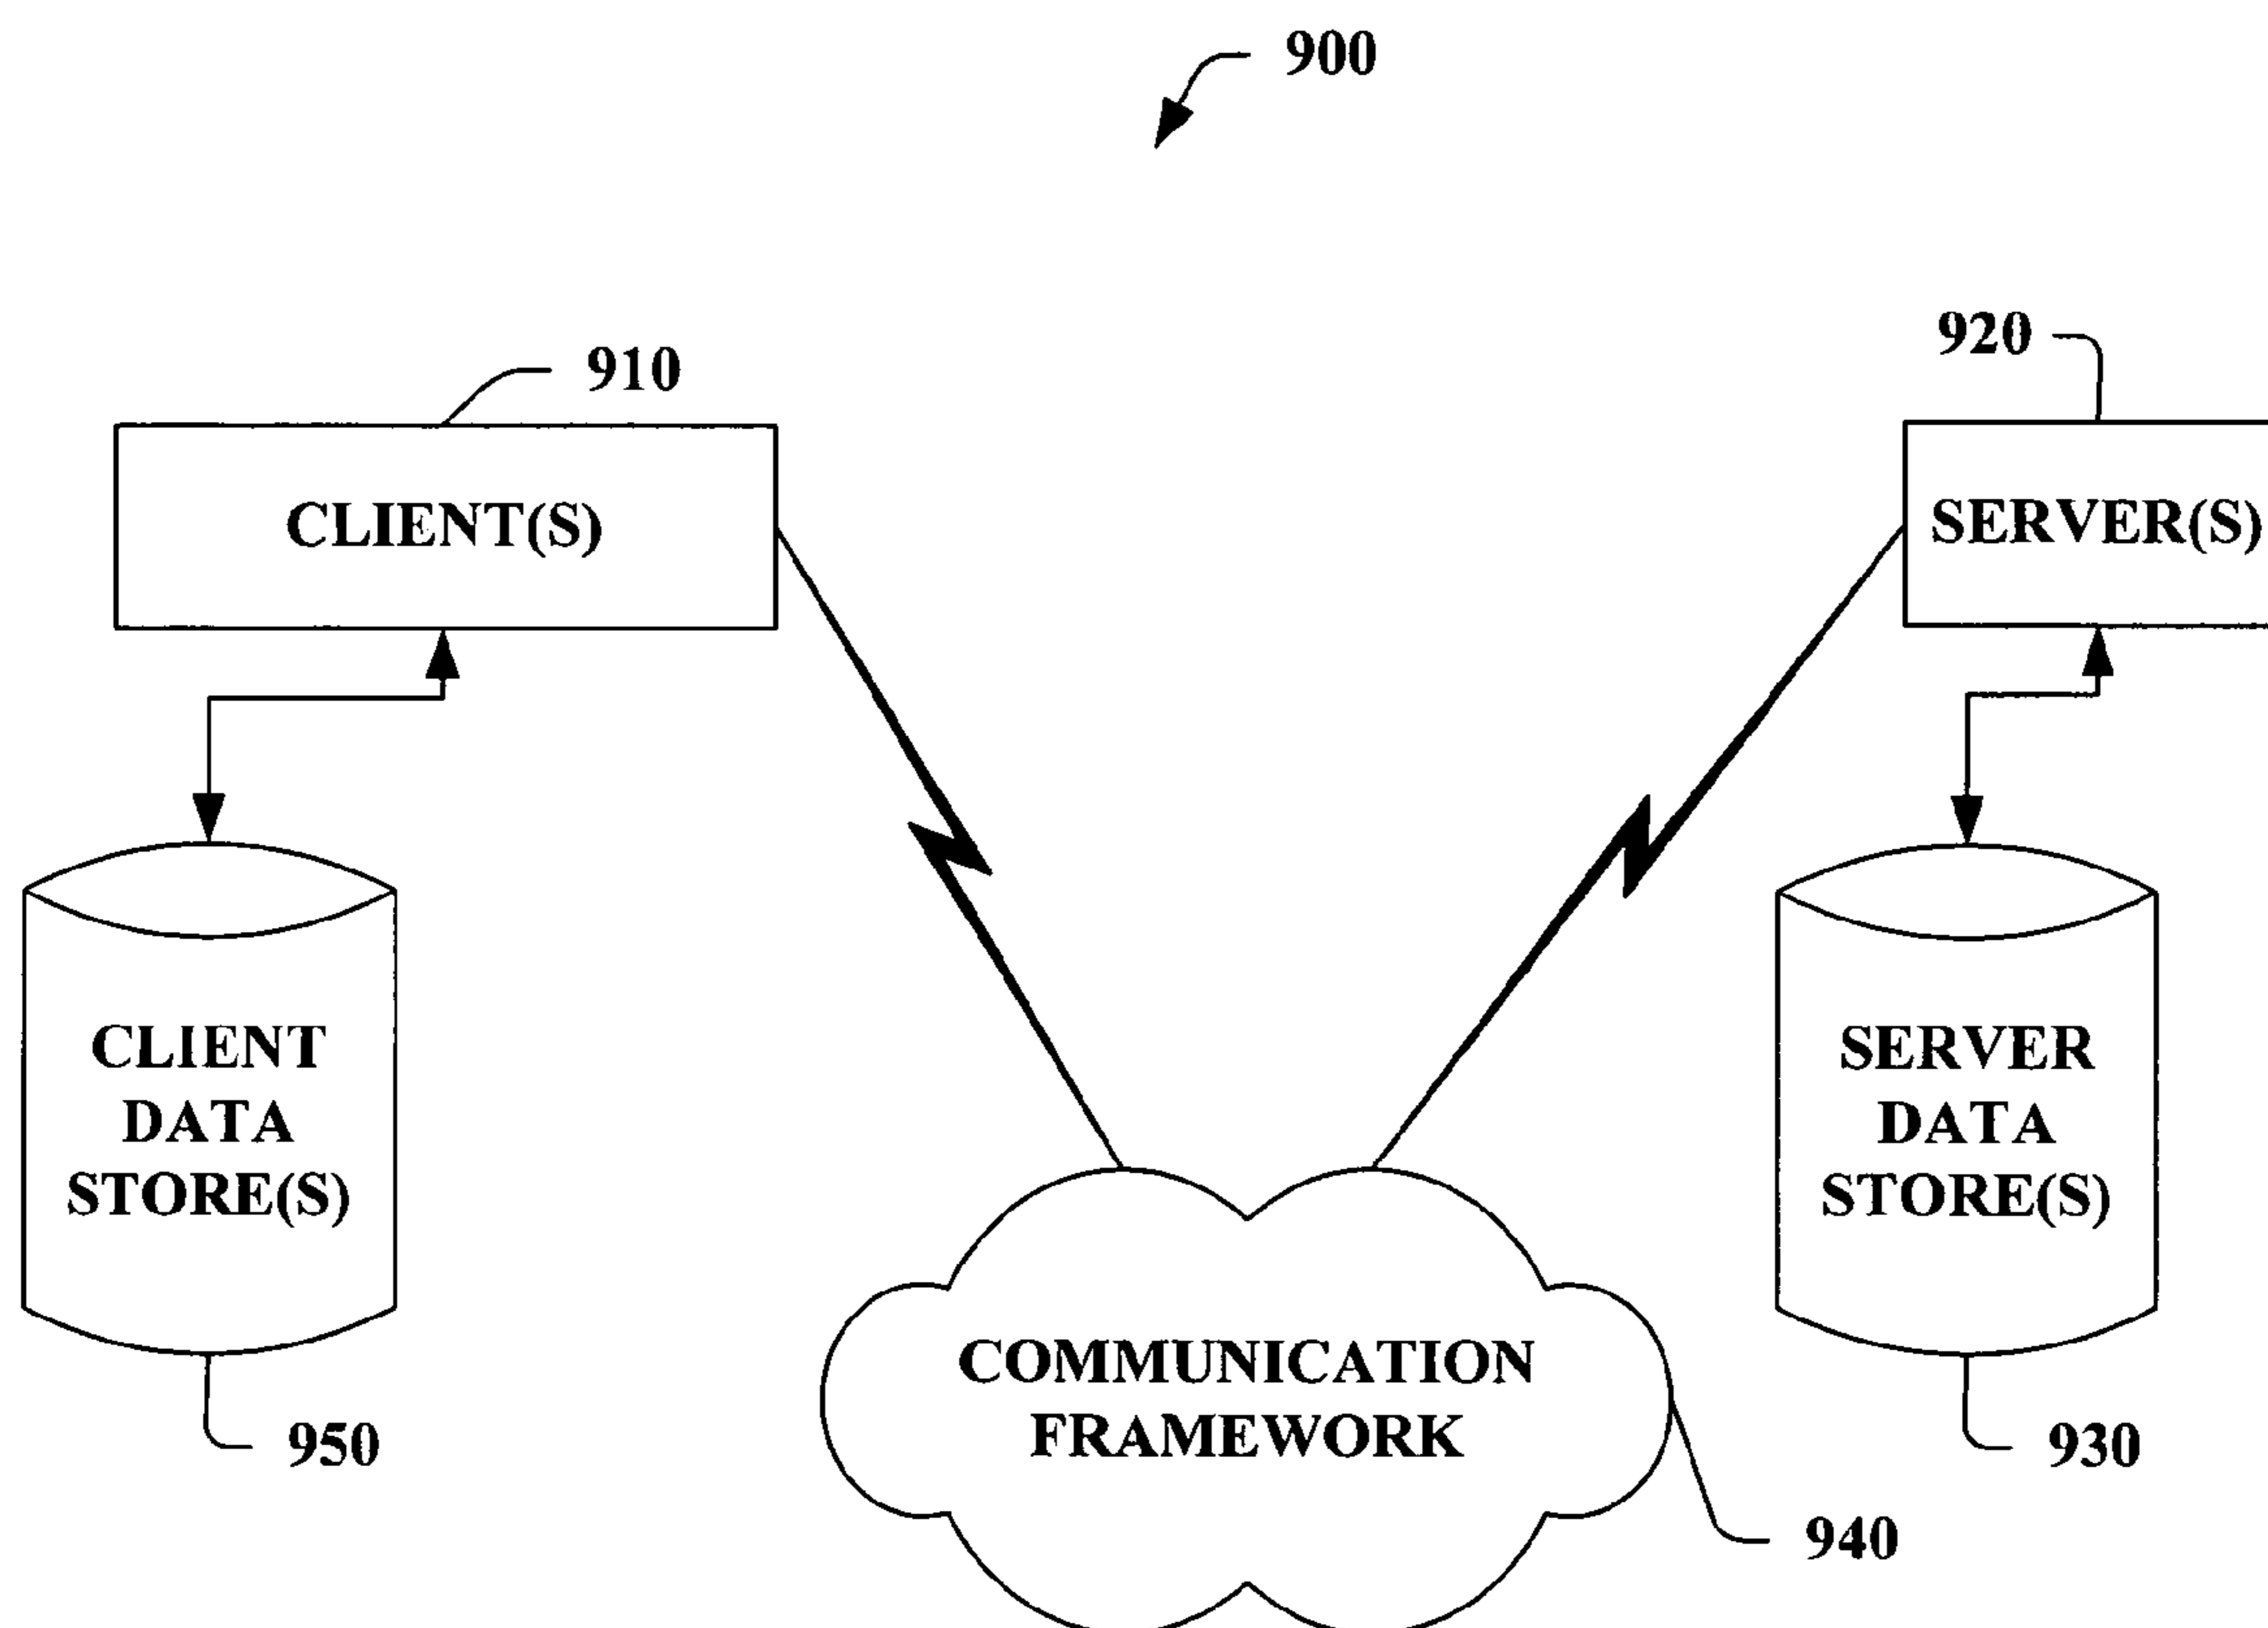 900
910
920
CLIENT(S)
SERVER(S)
CLIENT
DATA
STORE(S)
SERVER
DATA
STORE(S)
COMMUNICATION
FRAMEWORK
950
930
940